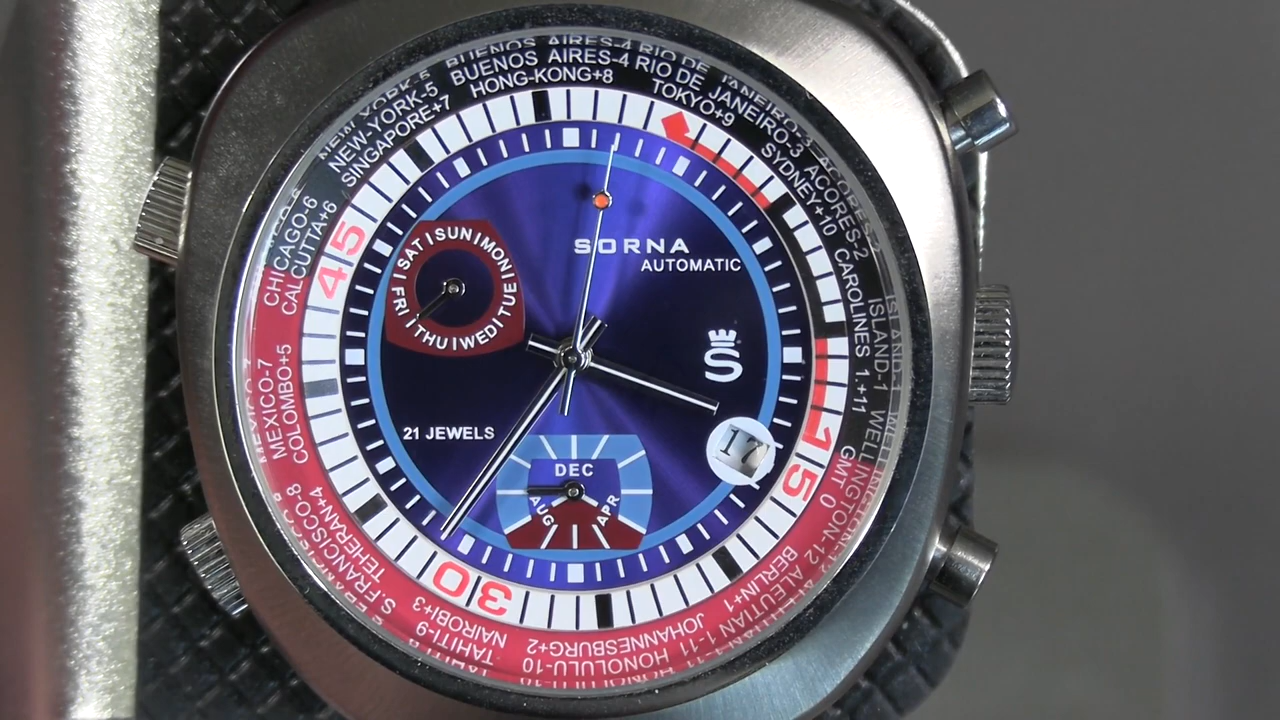 BUENOS AIRES-4
RIO DE JANEIRO-3
ACORES-2
ISLAND-1
WELLINGTON-12
ALEUTIAN 1.-11
HONOLULU-10
TAHITI-9
S.FRANCISCO-8
MEXICO-7
CHICAGO-6
NEW-YORK-5
HONG-KONG+8
TOKYO+9
SYDNEY+10
CAROLINES 1.+11
GMT 0
BERLIN+1
JOHANNESBURG+2
NAIROBI+3
TEHERAN+4
COLOMBO+5
CALCUTTA+6
SINGAPORE+7
15
30
45
SORNA
AUTOMATIC
S
SUN
MON
TUE
WED
THU
FRI
SAT
21 JEWELS
17
DEC
APR
AUG